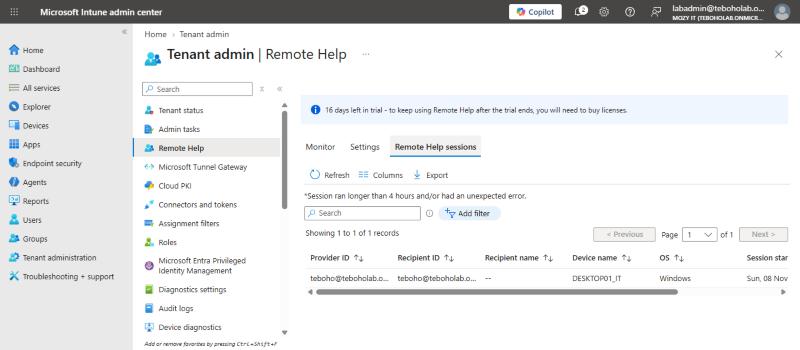 Microsoft Intune admin center
Copilot
2
labadmin@teboholab.o...
MOZY IT (TEBOHOLAB.ONMICR...
Home
Dashboard
All services
Explorer
Devices
Apps
Endpoint security
Agents
Reports
Users
Groups
Tenant administration
Troubleshooting + support
Home > Tenant admin
Tenant admin | Remote Help ...
Search
Tenant status
Admin tasks
Remote Help
Microsoft Tunnel Gateway
Cloud PKI
Connectors and tokens
Assignment filters
Roles
Microsoft Entra Privileged
Identity Management
Diagnostics settings
Audit logs
Device diagnostics
Add or remove favorites by pressing Ctrl+Shift+F
16 days left in trial - to keep using Remote Help after the trial ends, you will need to buy licenses.
Monitor Settings Remote Help sessions
Refresh Columns Export
*Session ran longer than 4 hours and/or had an unexpected error.
Search Add filter
Showing 1 to 1 of 1 records
< Previous Page 1 of 1 Next >
Provider ID Recipient ID Recipient name Device name OS Session star
teboho@teboholab.o... teboho@teboholab.o... -- DESKTOP01_IT Windows Sun, 08 Nov